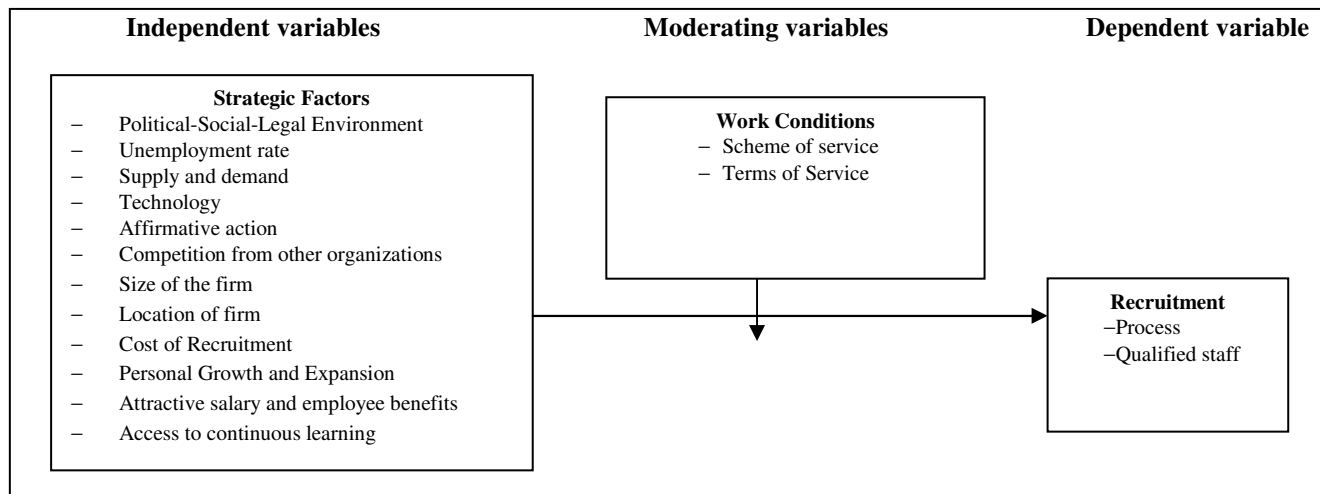 Independent variables
Moderating variables
Dependent variable
Strategic Factors
– Political-Social-Legal Environment
– Unemployment rate
– Supply and demand
– Technology
– Affirmative action
– Competition from other organizations
– Size of the firm
– Location of firm
– Cost of Recruitment
– Personal Growth and Expansion
– Attractive salary and employee benefits
– Access to continuous learning
Work Conditions
– Scheme of service
– Terms of Service
Recruitment
–Process
–Qualified staff